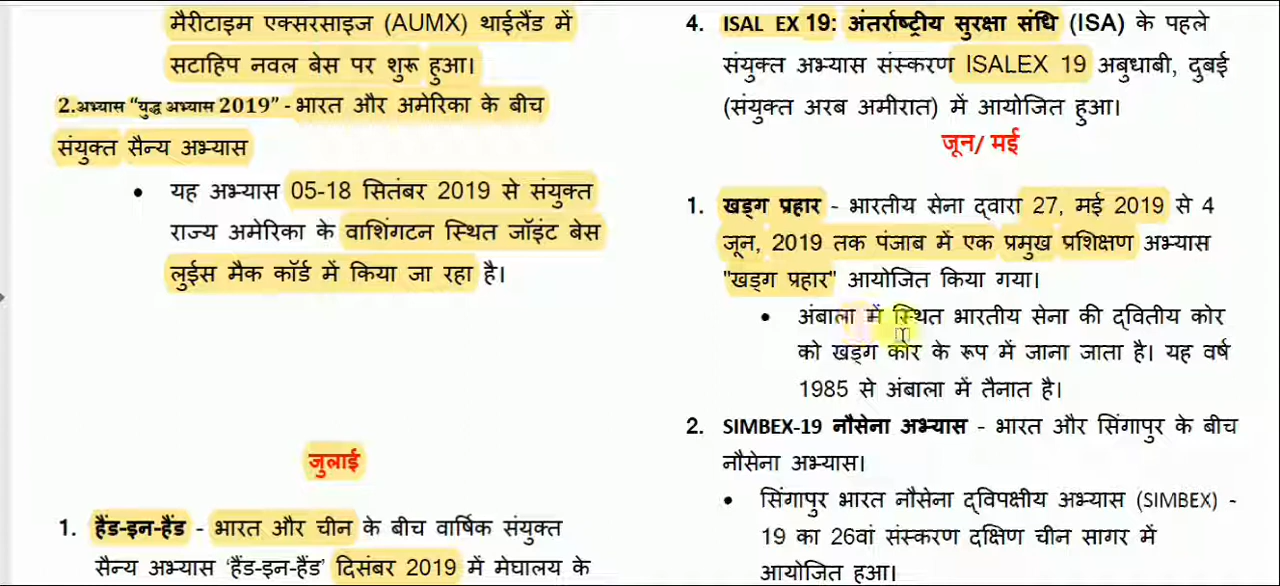 मैरीटाइम एक्सरसाइज (AUMX) थाईलैंड में
सटाहिप नवल बेस पर शुरू हुआ।
2.अभ्यास “युद्ध अभ्यास 2019” - भारत और अमेरिका के बीच
संयुक्त सैन्य अभ्यास
• यह अभ्यास 05-18 सितंबर 2019 से संयुक्त
राज्य अमेरिका के वाशिंगटन स्थित जॉइंट बेस
लुईस मैक कॉर्ड में किया जा रहा है।
जुलाई
1. हैंड-इन-हैंड - भारत और चीन के बीच वार्षिक संयुक्त
सैन्य अभ्यास ‘हैंड-इन-हैंड’ दिसंबर 2019 में मेघालय के
4. ISAL EX 19: अंतर्राष्ट्रीय सुरक्षा संधि (ISA) के पहले
संयुक्त अभ्यास संस्करण ISALEX 19 अबुधाबी, दुबई
(संयुक्त अरब अमीरात) में आयोजित हुआ।
जून/ मई
1. खड्ग प्रहार - भारतीय सेना द्वारा 27, मई 2019 से 4
जून, 2019 तक पंजाब में एक प्रमुख प्रशिक्षण अभ्यास
"खड्ग प्रहार" आयोजित किया गया।
• अंबाला में स्थित भारतीय सेना की द्वितीय कोर
को खड्ग कोर के रूप में जाना जाता है। यह वर्ष
1985 से अंबाला में तैनात है।
2. SIMBEX-19 नौसेना अभ्यास - भारत और सिंगापुर के बीच
नौसेना अभ्यास।
• सिंगापुर भारत नौसेना द्विपक्षीय अभ्यास (SIMBEX) -
19 का 26वां संस्करण दक्षिण चीन सागर में
आयोजित हुआ।